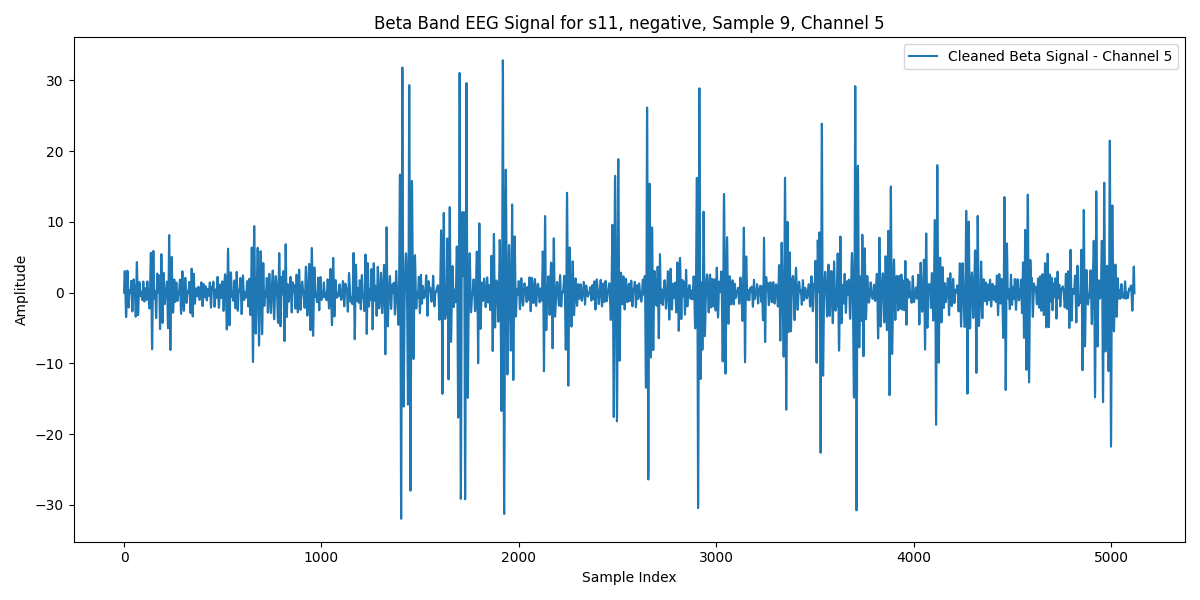 Beta Band EEG Signal for s11, negative, Sample 9, Channel 5
Cleaned Beta Signal - Channel 5
Amplitude
30
20
10
0
−10
−20
−30
0 1000 2000 3000 4000 5000
Sample Index